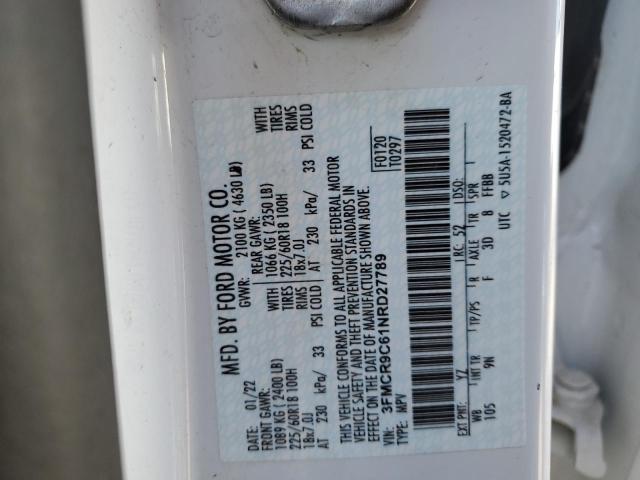 MFD. BY FORD MOTOR CO.
DATE: 01/22 GVWR: 2100 KG ( 4630 LB)
FRONT GAWR: REAR GAWR:
1089 KG ( 2400 LB) WITH 1066 KG ( 2350 LB) WITH
225/60R18 100H TIRES 225/60R18 100H TIRES
18x7.0J RIMS 18x7.0J RIMS
AT 230 kPa/ 33 PSI COLD AT 230 kPa/ 33 PSI COLD
THIS VEHICLE CONFORMS TO ALL APPLICABLE FEDERAL MOTOR
VEHICLE SAFETY AND THEFT PREVENTION STANDARDS IN
EFFECT ON THE DATE OF MANUFACTURE SHOWN ABOVE.
VIN: 3FMCR9C61NRD27789 F0120
TYPE: MPV T0297
EXT PNT: YZ RC: 52 DSO:
WB INT TR TP/PS R AXLE TR SPR
105 9N F 3D 8 FFBB
UTC ▽ 5U5A-1520472-BA